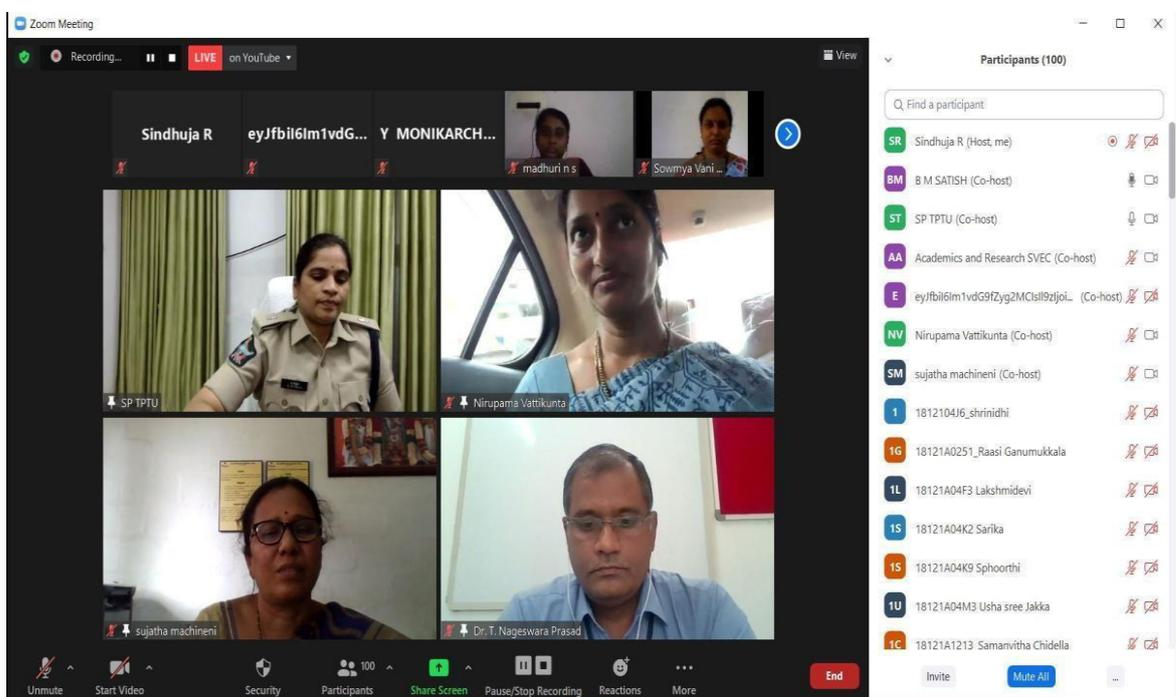 Zoom Meeting
Recording...
LIVE on YouTube
View
Sindhuja R
eyJfbil6Im1vdG...
Y MONIKARCH...
madhuri n s
Sowmya Vani ...
SP TPTU
Nirupama Vattikunta
sujatha machineni
Dr. T. Nageswara Prasad
Unmute
Start Video
Security
100
Participants
Share Screen
Pause/Stop Recording
Reactions
More
End
Participants (100)
Find a participant
SR Sindhuja R (Host, me)
BM B M SATISH (Co-host)
ST SP TPTU (Co-host)
AA Academics and Research SVEC (Co-host)
E eyJfbil6Im1vdG9fZyg2MCIsIl9zIjoi... (Co-host)
NV Nirupama Vattikunta (Co-host)
SM sujatha machineni (Co-host)
1 1812104J6_shrinidhi
1G 18121A0251_Raasi Ganumukkala
1L 18121A04F3 Lakshmidevi
1S 18121A04K2 Sarika
1S 18121A04K9 Sphoorthi
1U 18121A04M3 Usha sree Jakka
1C 18121A1213_Samanvitha Chidella
Invite
Mute All
...